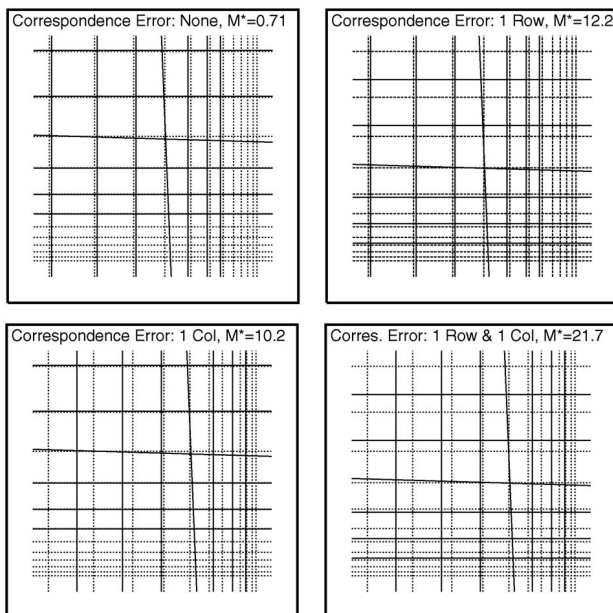 Correspondence Error: None, M*=0.71
Correspondence Error: 1 Row, M*=12.2
Correspondence Error: 1 Col, M*=10.2
Corres. Error: 1 Row & 1 Col, M*=21.7